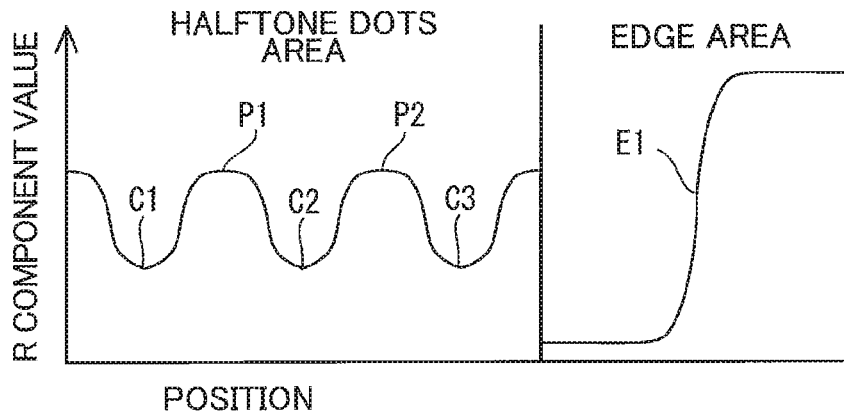 HALFTONE DOTS
AREA
EDGE AREA
R COMPONENT VALUE
P1
P2
E1
C1
C2
C3
POSITION